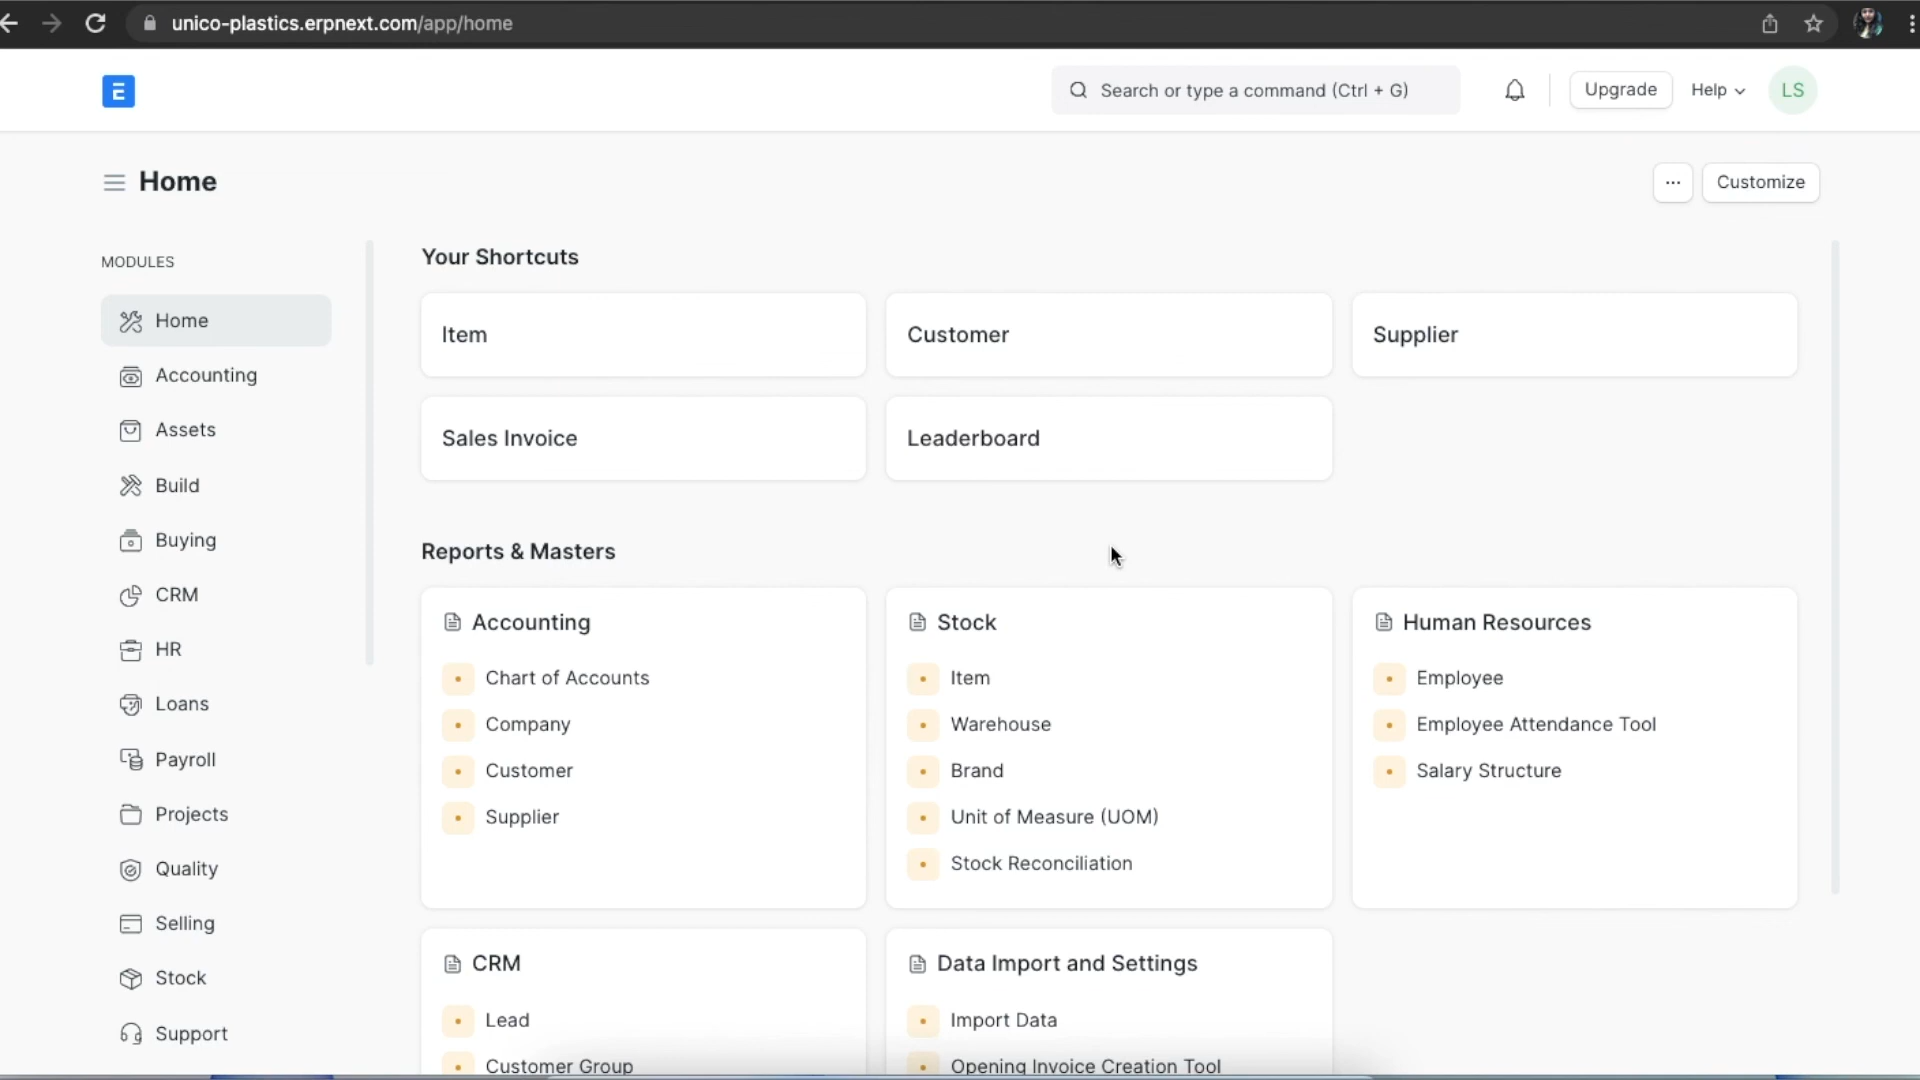 unico-plastics.erpnext.com/app/home
E
Search or type a command (Ctrl + G)
Upgrade
Help
LS
Home
...
Customize
MODULES
Home
Accounting
Assets
Build
Buying
CRM
HR
Loans
Payroll
Projects
Quality
Selling
Stock
Support
Your Shortcuts
Item
Customer
Supplier
Sales Invoice
Leaderboard
Reports & Masters
Accounting
Chart of Accounts
Company
Customer
Supplier
Stock
Item
Warehouse
Brand
Unit of Measure (UOM)
Stock Reconciliation
Human Resources
Employee
Employee Attendance Tool
Salary Structure
CRM
Lead
Customer Group
Data Import and Settings
Import Data
Opening Invoice Creation Tool